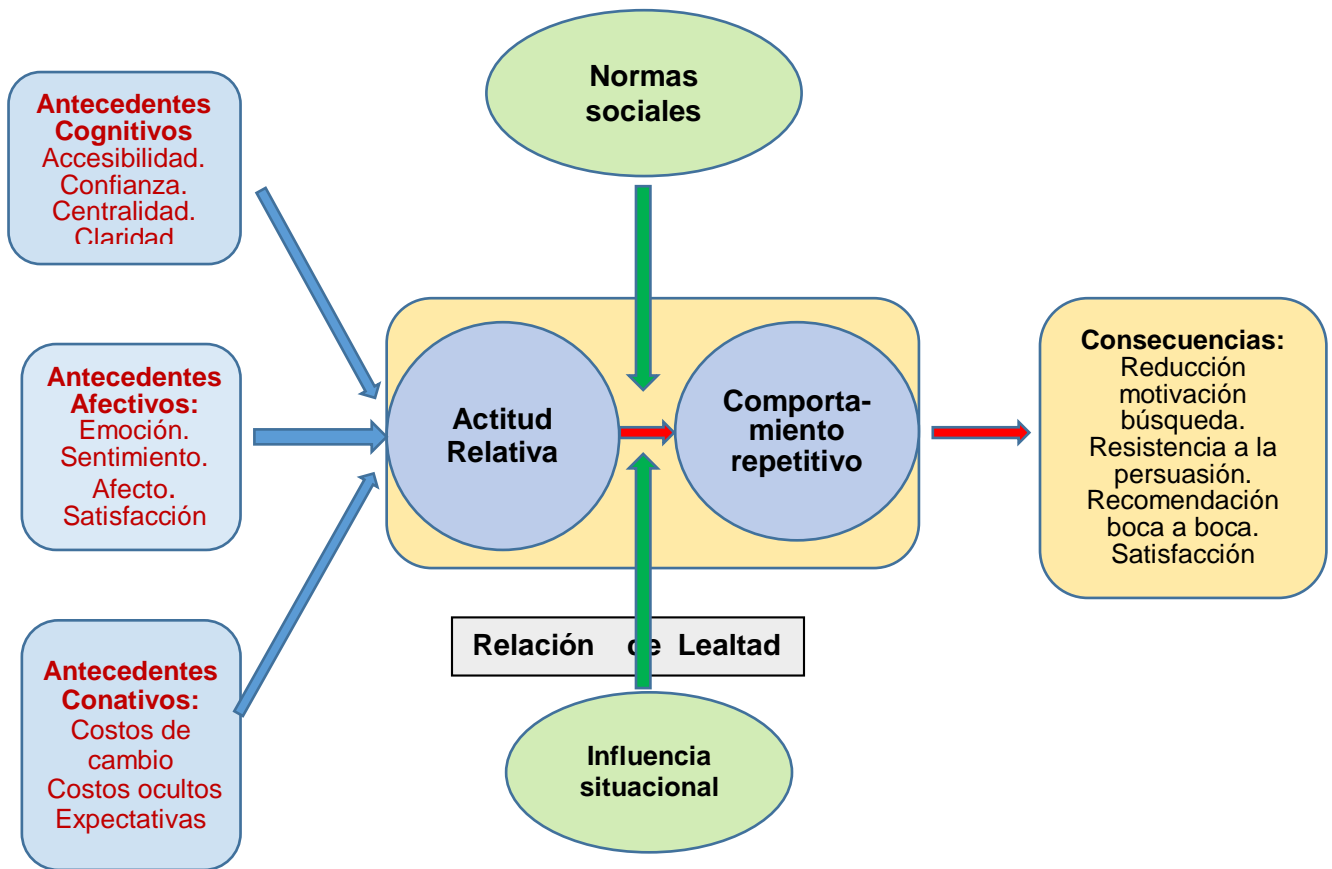 Antecedentes
Cognitivos
Accesibilidad.
Confianza.
Centralidad.
Claridad
Antecedentes
Afectivos:
Emoción.
Sentimiento.
Afecto.
Satisfacción
Antecedentes
Conativos:
Costos de
cambio
Costos ocultos
Expectativas
Normas
sociales
Actitud
Relativa
Comporta-
miento
repetitivo
Relación de Lealtad
Influencia
situacional
Consecuencias:
Reducción
motivación
búsqueda.
Resistencia a la
persuasión.
Recomendación
boca a boca.
Satisfacción